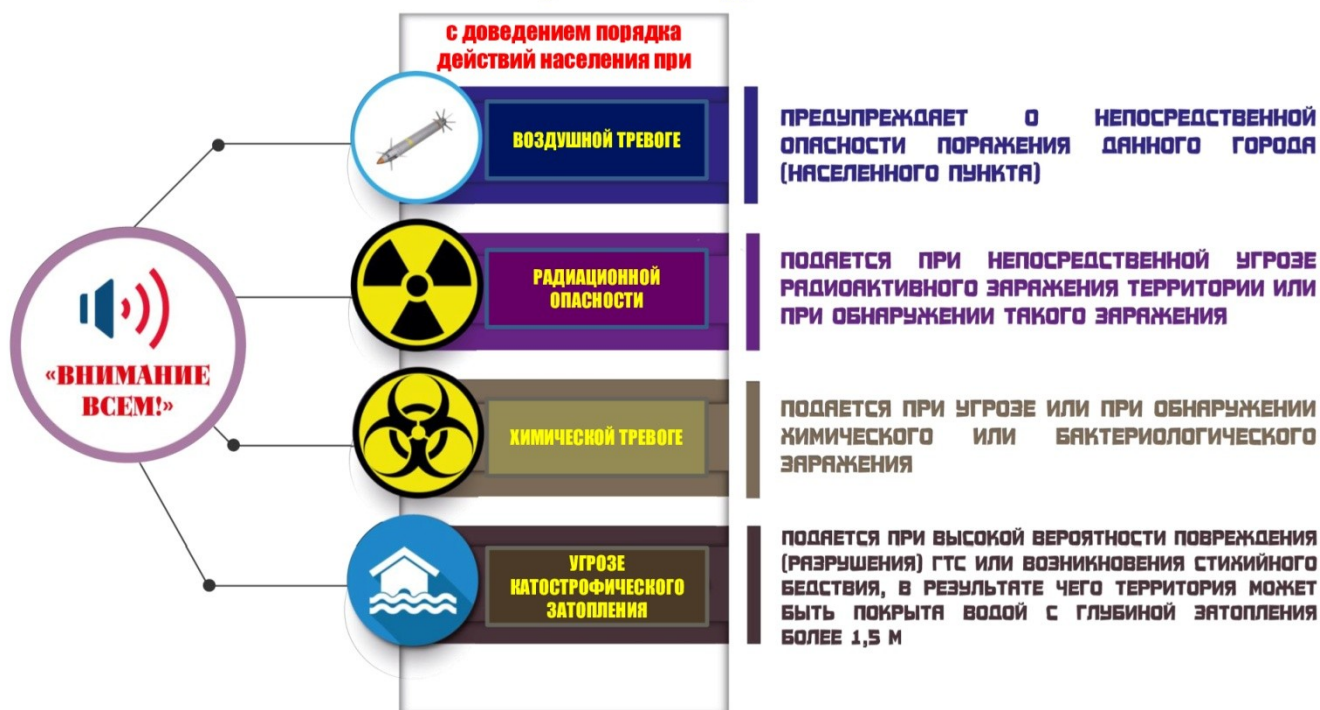 с доведением порядка
действий населения при
«ВНИМАНИЕ
ВСЕМ!»
ВОЗДУШНОЙ ТРЕВОГЕ
ПРЕДУПРЕЖДАЕТ О НЕПОСРЕДСТВЕННОЙ
ОПАСНОСТИ ПОРАЖЕНИЯ ДАННОГО ГОРОДА
(НАСЕЛЕННОГО ПУНКТА)
РАДИАЦИОННОЙ
ОПАСНОСТИ
ПОДАЕТСЯ ПРИ НЕПОСРЕДСТВЕННОЙ УГРОЗЕ
РАДИОАКТИВНОГО ЗАРАЖЕНИЯ ТЕРРИТОРИИ ИЛИ
ПРИ ОБНАРУЖЕНИИ ТАКОГО ЗАРАЖЕНИЯ
ХИМИЧЕСКОЙ ТРЕВОГЕ
ПОДАЕТСЯ ПРИ УГРОЗЕ ИЛИ ПРИ ОБНАРУЖЕНИИ
ХИМИЧЕСКОГО ИЛИ БАКТЕРИОЛОГИЧЕСКОГО
ЗАРАЖЕНИЯ
УГРОЗЕ
КАТОСТРОФИЧЕСКОГО
ЗАТОПЛЕНИЯ
ПОДАЕТСЯ ПРИ ВЫСОКОЙ ВЕРОЯТНОСТИ ПОВРЕЖДЕНИЯ
(РАЗРУШЕНИЯ) ГТС ИЛИ ВОЗНИКНОВЕНИЯ СТИХИЙНОГО
БЕДСТВИЯ, В РЕЗУЛЬТАТЕ ЧЕГО ТЕРРИТОРИЯ МОЖЕТ
БЫТЬ ПОКРЫТА ВОДОЙ С ГЛУБИНОЙ ЗАТОПЛЕНИЯ
БОЛЕЕ 1,5 М